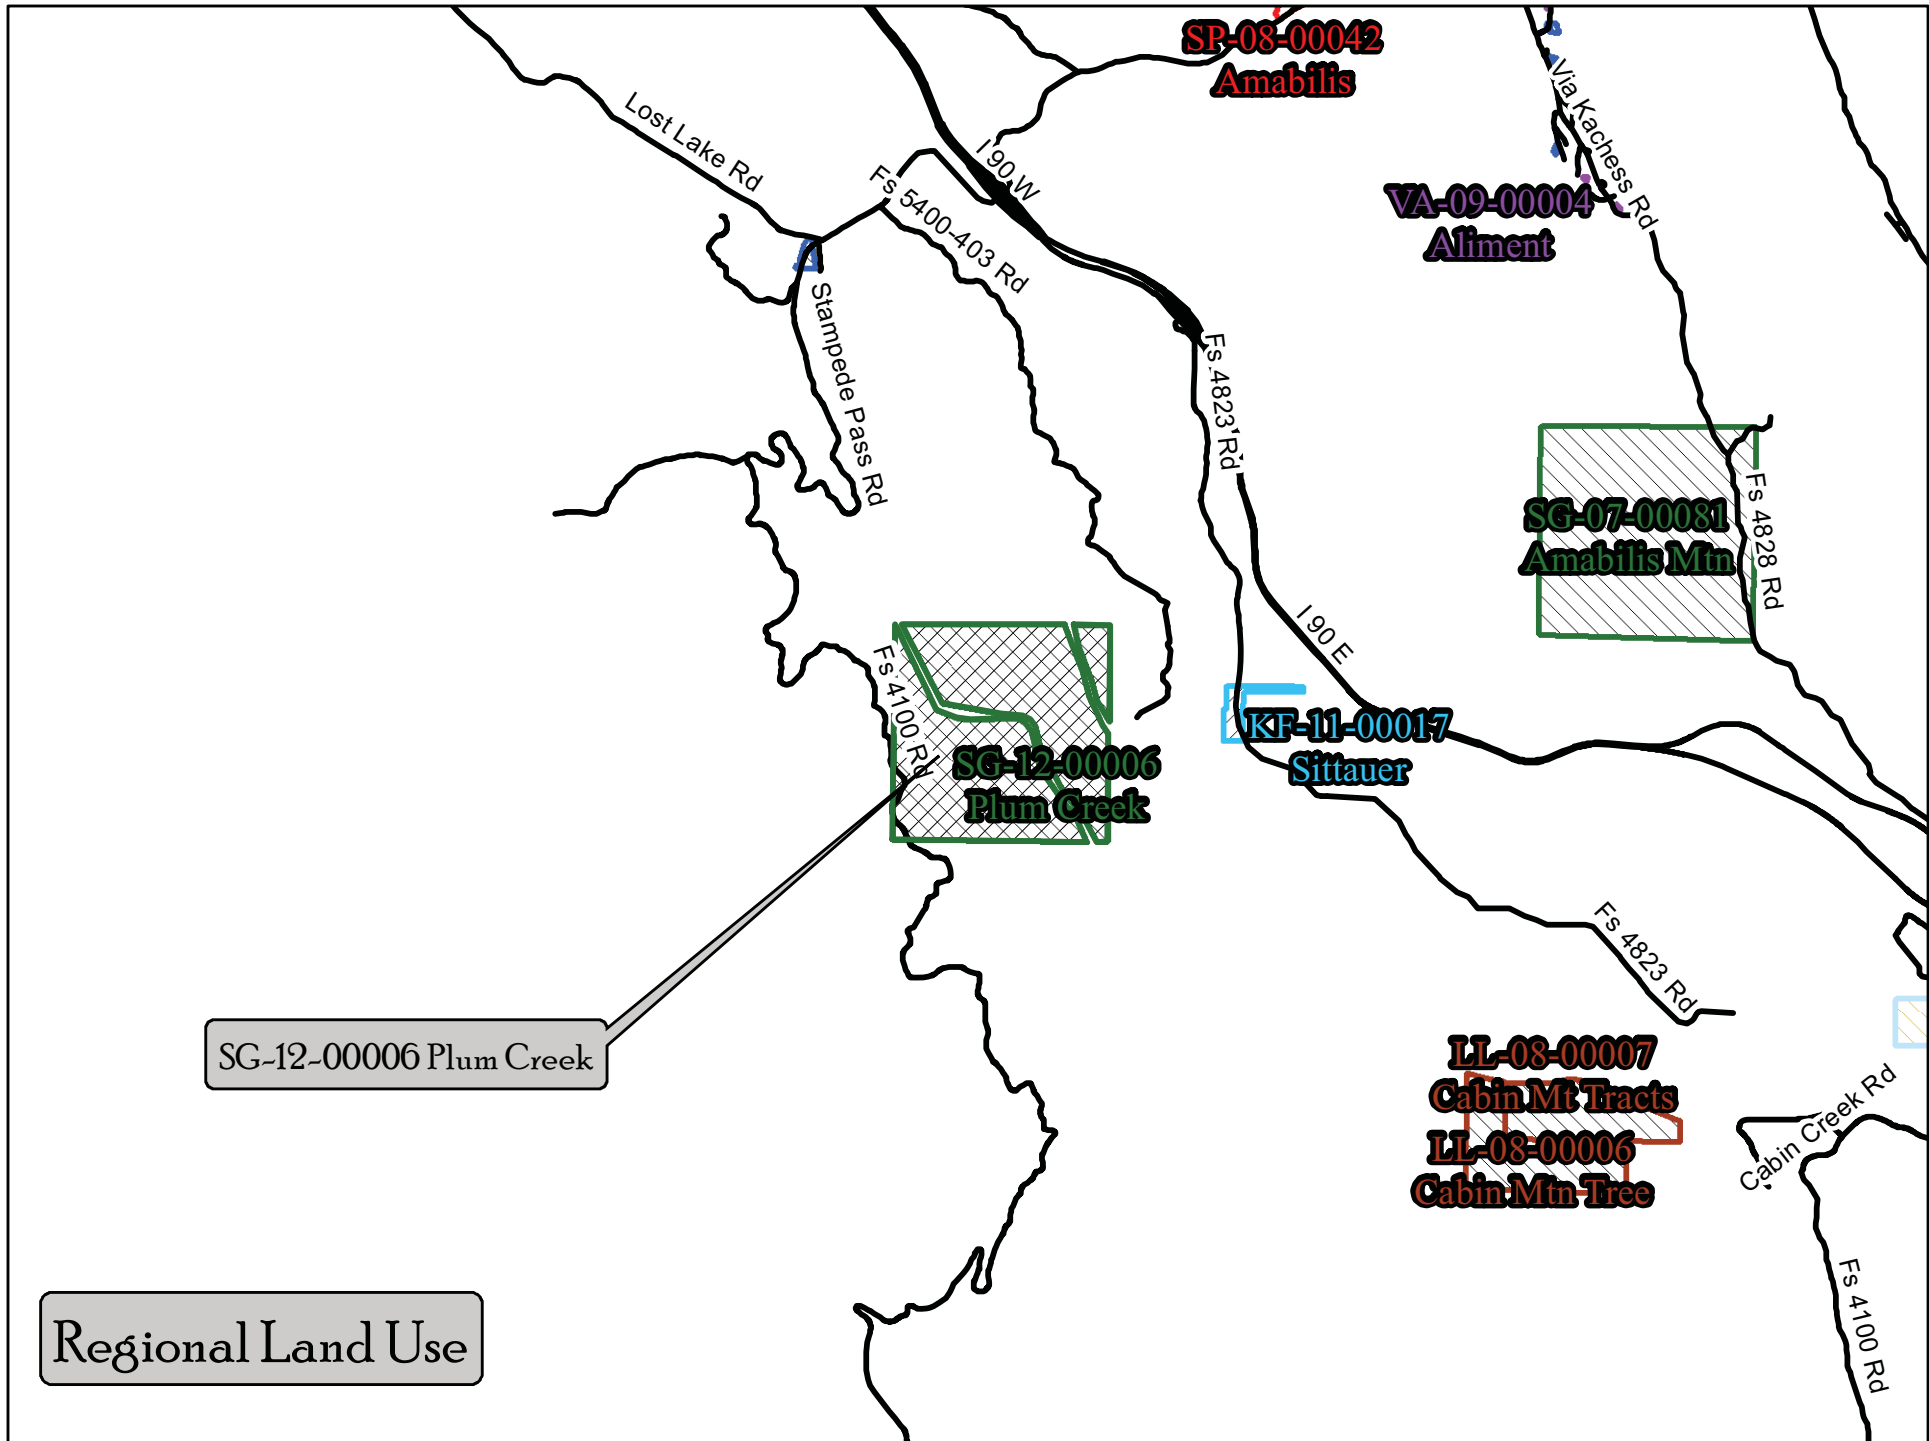 SP-08-00042
Amabilis
Lost Lake Rd
Via Kachess Rd
I 90 W
Fs 5400-403 Rd
VA-09-00004
Aliment
Stampede Pass Rd
Fs 4823 Rd
SG-07-00081
Amabilis Mtn
Fs 4828 Rd
I 90 E
Fs 4100 Rd
KF-11-00017
Sittauer
SG-12-00006
Plum Creek
Fs 4823 Rd
SG-12-00006 Plum Creek
LL-08-00007
Cabin Mt Tracts
LL-08-00006
Cabin Mtn Tree
Cabin Creek Rd
Fs 4100 Rd
Regional Land Use